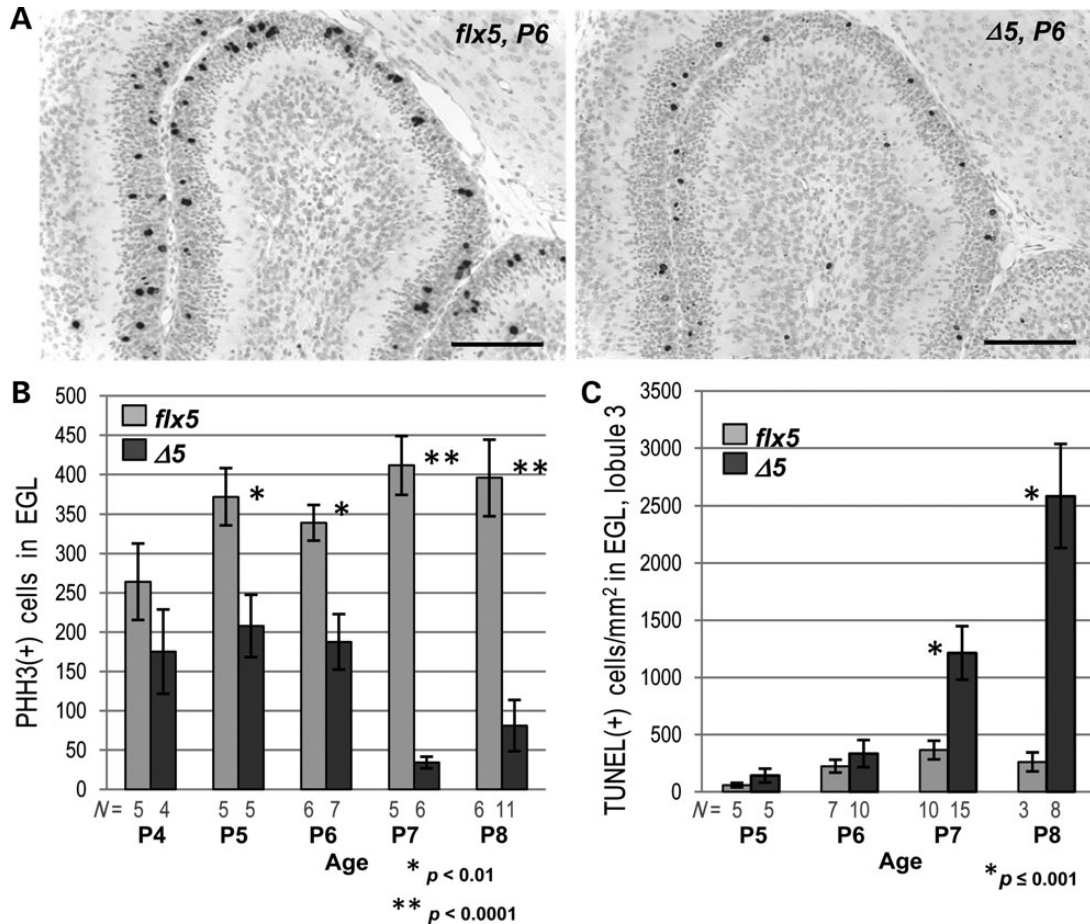 A
flx5, P6
Δ5, P6
B
PHH3(+) cells in EGL
500
450
400
350
300
250
200
150
100
50
0
flx5
Δ5
*
*
**
**
N= 5 4 5 5 6 7 5 6 6 11
P4 P5 P6 P7 P8
Age
* p < 0.01
** p < 0.0001
C
TUNEL(+) cells/mm² in EGL, lobule 3
3500
3000
2500
2000
1500
1000
500
0
flx5
Δ5
*
*
N= 5 5 7 10 10 15 3 8
P5 P6 P7 P8
Age
* p ≤ 0.001